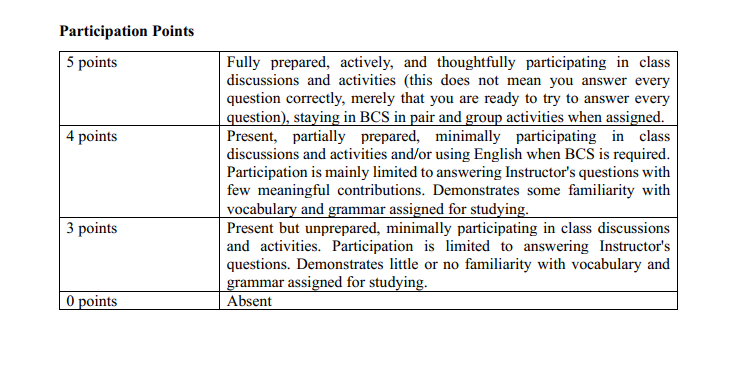 Participation Points
5 points
Fully prepared, actively, and thoughtfully participating in class
discussions and activities (this does not mean you answer every
question correctly, merely that you are ready to try to answer every
question), staying in BCS in pair and group activities when assigned.
4 points
Present, partially prepared, minimally participating in class
discussions and activities and/or using English when BCS is required.
Participation is mainly limited to answering Instructor's questions with
few meaningful contributions. Demonstrates some familiarity with
vocabulary and grammar assigned for studying.
3 points
Present but unprepared, minimally participating in class discussions
and activities. Participation is limited to answering Instructor's
questions. Demonstrates little or no familiarity with vocabulary and
grammar assigned for studying.
0 points
Absent